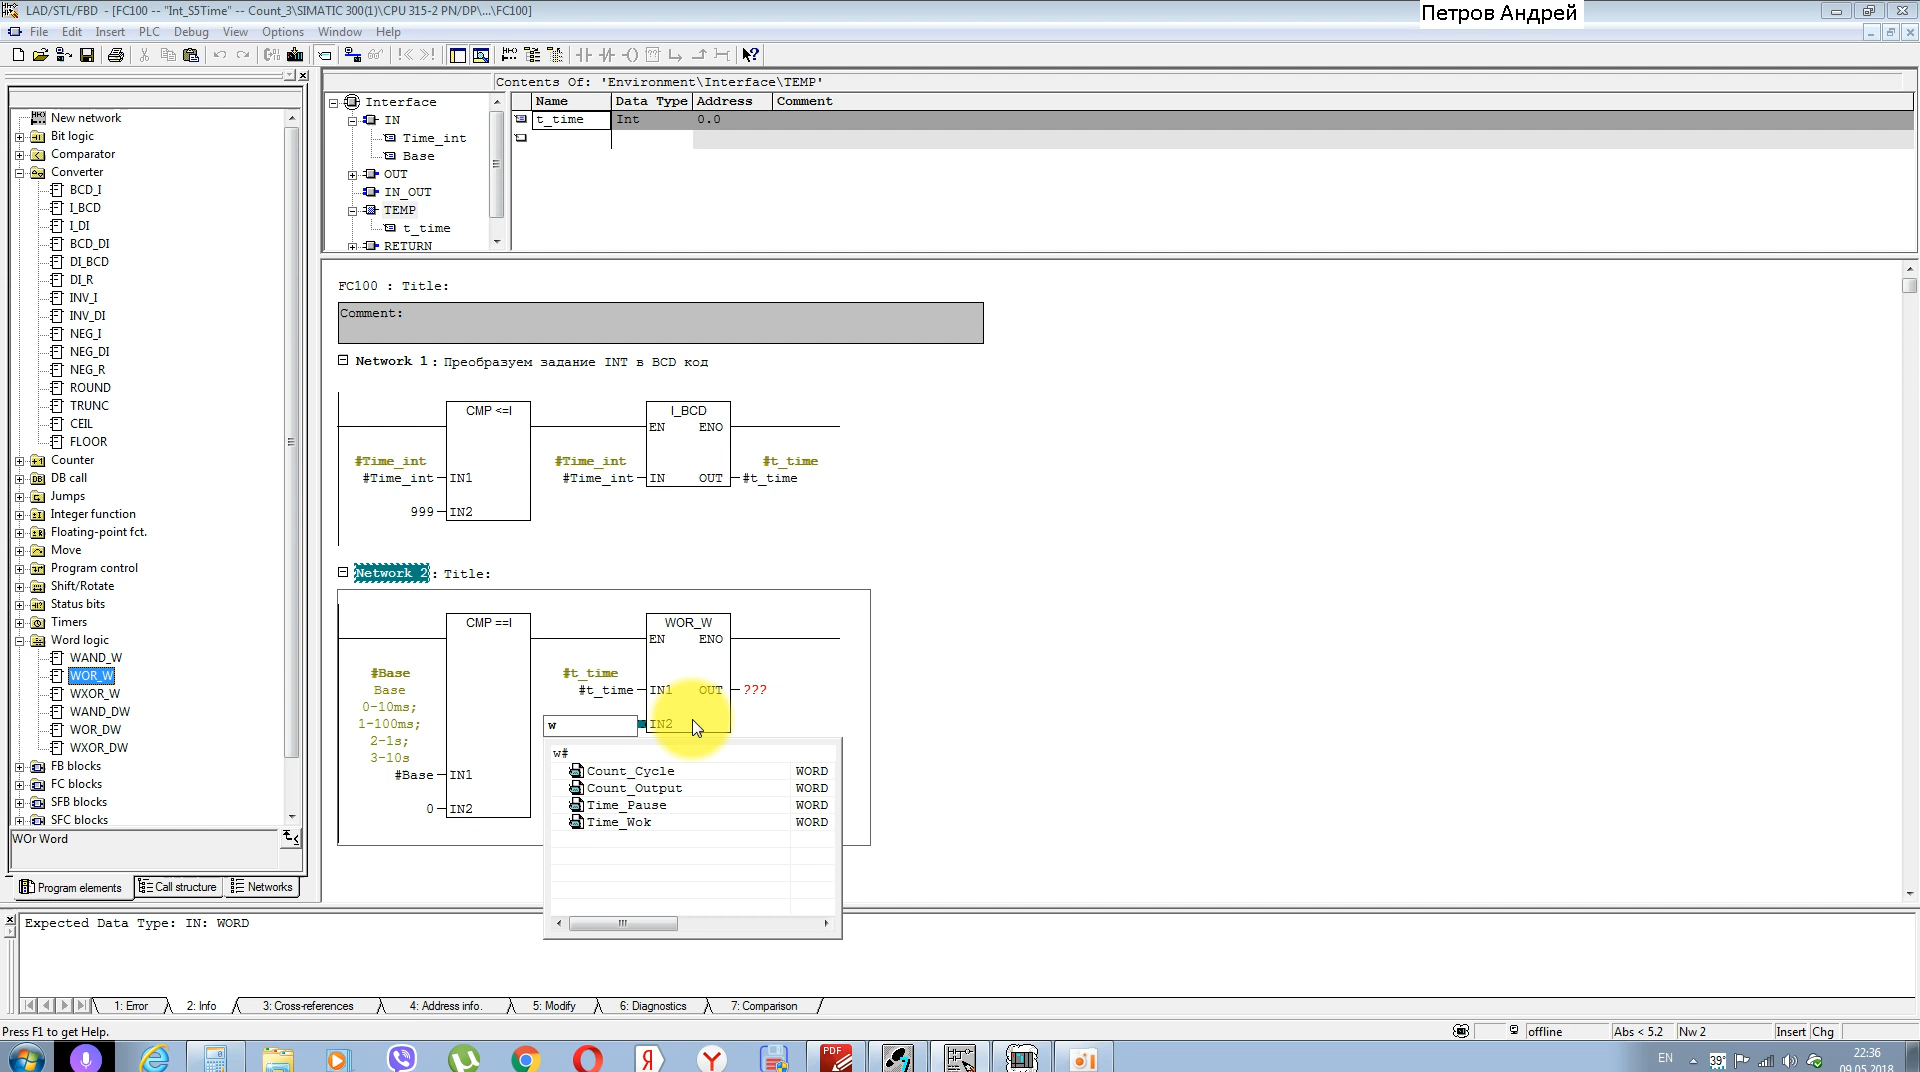 LAD/STL/FBD - [FC100 -- "Int_S5Time" -- Count_3\SIMATIC 300(1)\CPU 315-2 PN/DP\...\FC100]
Петров Андрей
File Edit Insert PLC Debug View Options Window Help
Contents Of: 'Environment\Interface\TEMP'
Name Data Type Address Comment
t_time Int 0.0
Interface
IN
Time_int
Base
OUT
IN_OUT
TEMP
t_time
RETURN
New network
Bit logic
Comparator
Converter
BCD_I
I_BCD
I_DI
BCD_DI
DI_BCD
DI_R
INV_I
INV_DI
NEG_I
NEG_DI
NEG_R
ROUND
TRUNC
CEIL
FLOOR
Counter
DB call
Jumps
Integer function
Floating-point fct.
Move
Program control
Shift/Rotate
Status bits
Timers
Word logic
WAND_W
WOR_W
WXOR_W
WAND_DW
WOR_DW
WXOR_DW
FB blocks
FC blocks
SFB blocks
SFC blocks
WOr Word
Program elements Call structure Networks
FC100 : Title:
Comment:
Network 1: Преобразуем задание INT в BCD код
CMP <=I I_BCD
EN ENO
#Time_int #Time_int #t_time
#Time_int IN1 #Time_int IN OUT #t_time
999 IN2
Network 2: Title:
CMP ==I WOR_W
EN ENO
#Base #t_time
Base #t_time IN1 OUT ???
0-10ms;
1-100ms; w IN2
2-1s;
3-10s
#Base IN1
0 IN2
w#
Count_Cycle WORD
Count_Output WORD
Time_Pause WORD
Time_Wok WORD
Expected Data Type: IN: WORD
1: Error 2: Info 3: Cross-references 4: Address info. 5: Modify 6: Diagnostics 7: Comparison
Press F1 to get Help. offline Abs < 5.2 Nw 2 Insert Chg
PDF Я EN 39° 22:36
09.05.2018